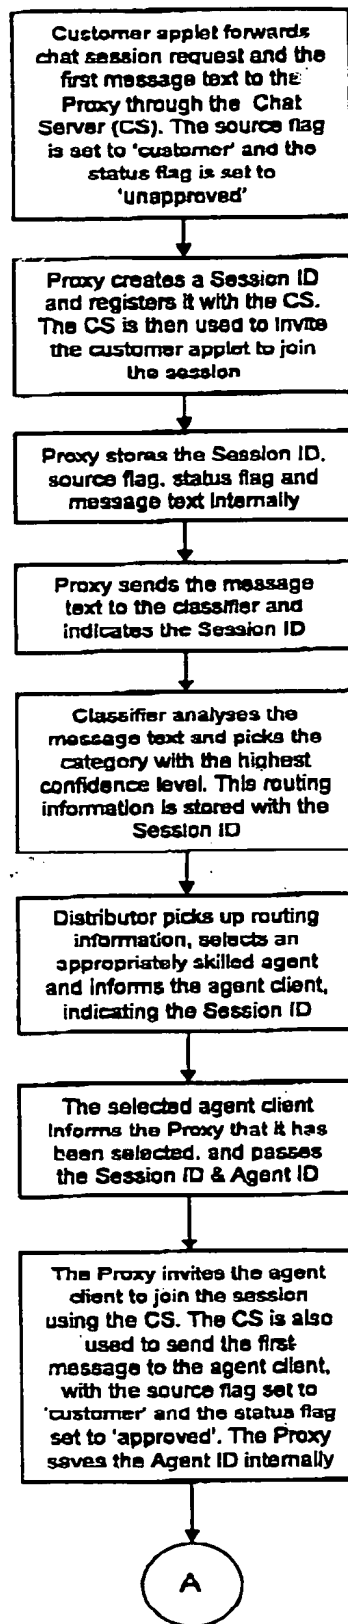 Customer applet forwards
chat session request and the
first message text to the
Proxy through the Chat
Server (CS). The source flag
is set to 'customer' and the
status flag is set to
'unapproved'
Proxy creates a Session ID
and registers it with the CS.
The CS is then used to invite
the customer applet to join
the session
Proxy stores the Session ID,
source flag, status flag and
message text internally
Proxy sends the message
text to the classifier and
indicates the Session ID
Classifier analyses the
message text and picks the
category with the highest
confidence level. This routing
information is stored with the
Session ID
Distributor picks up routing
information, selects an
appropriately skilled agent
and informs the agent client,
indicating the Session ID
The selected agent client
informs the Proxy that it has
been selected, and passes
the Session ID & Agent ID
The Proxy invites the agent
client to join the session
using the CS. The CS is also
used to send the first
message to the agent client,
with the source flag set to
'customer' and the status flag
set to 'approved'. The Proxy
saves the Agent ID internally
A